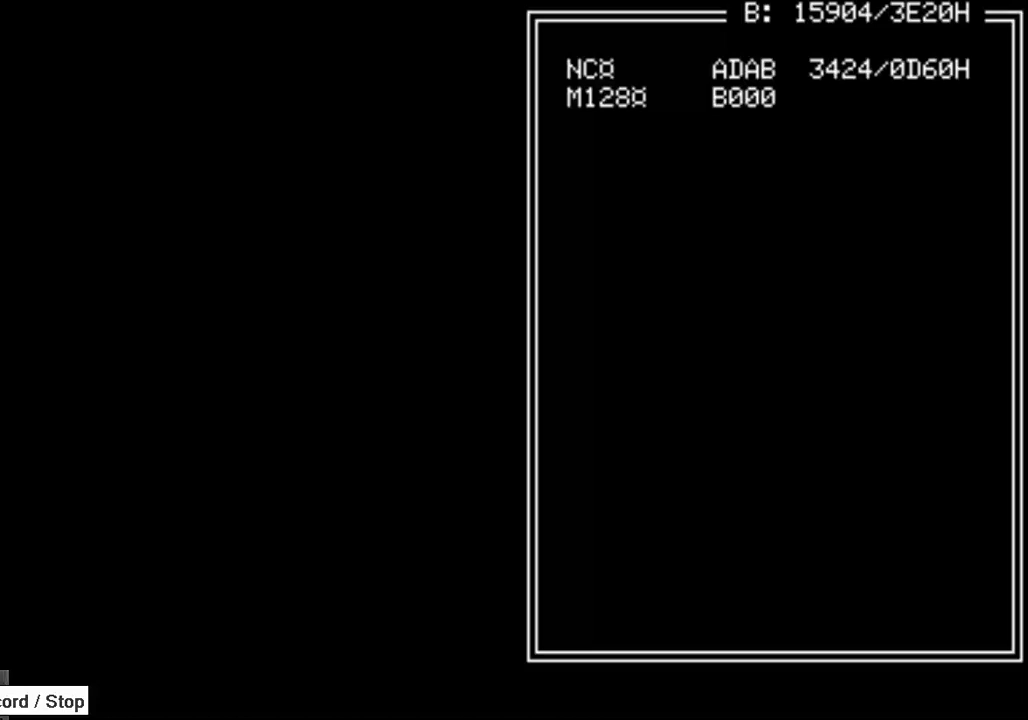 B: 15904/3E20H
NC¤ ADAB 3424/0D60H
M128¤ B000
cord / Stop